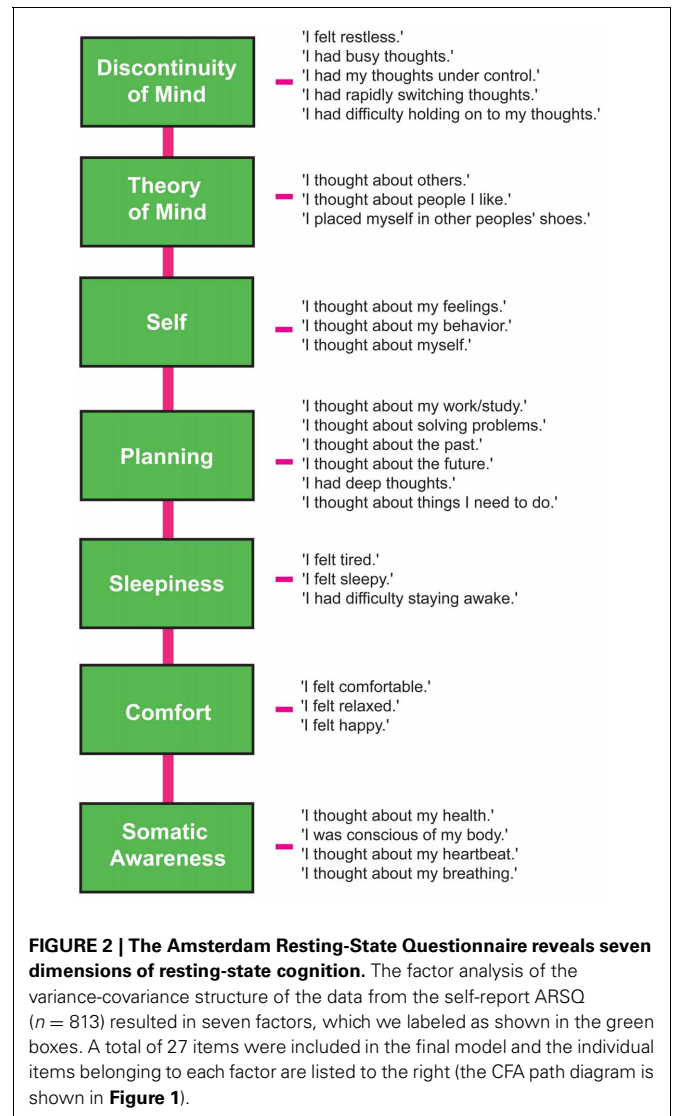 Discontinuity
of Mind
'I felt restless.'
'I had busy thoughts.'
'I had my thoughts under control.'
'I had rapidly switching thoughts.'
'I had difficulty holding on to my thoughts.'
Theory
of Mind
'I thought about others.'
'I thought about people I like.'
'I placed myself in other peoples' shoes.'
Self
'I thought about my feelings.'
'I thought about my behavior.'
'I thought about myself.'
Planning
'I thought about my work/study.'
'I thought about solving problems.'
'I thought about the past.'
'I thought about the future.'
'I had deep thoughts.'
'I thought about things I need to do.'
Sleepiness
'I felt tired.'
'I felt sleepy.'
'I had difficulty staying awake.'
Comfort
'I felt comfortable.'
'I felt relaxed.'
'I felt happy.'
Somatic
Awareness
'I thought about my health.'
'I was conscious of my body.'
'I thought about my heartbeat.'
'I thought about my breathing.'
FIGURE 2 | The Amsterdam Resting-State Questionnaire reveals seven
dimensions of resting-state cognition. The factor analysis of the
variance-covariance structure of the data from the self-report ARSQ
(n = 813) resulted in seven factors, which we labeled as shown in the green
boxes. A total of 27 items were included in the final model and the individual
items belonging to each factor are listed to the right (the CFA path diagram is
shown in Figure 1).